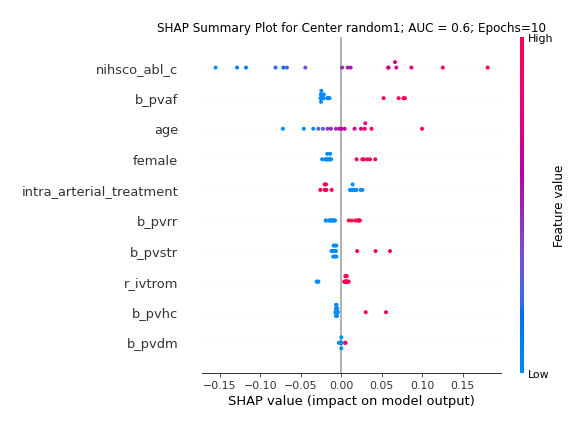 SHAP Summary Plot for Center random1; AUC = 0.6; Epochs=10
High
nihsco_abl_c
b_pvaf
age
female
intra_arterial_treatment
b_pvrr
b_pvstr
r_ivtrom
b_pvhc
b_pvdm
Feature value
Low
−0.15 −0.10 −0.05 0.00 0.05 0.10 0.15
SHAP value (impact on model output)